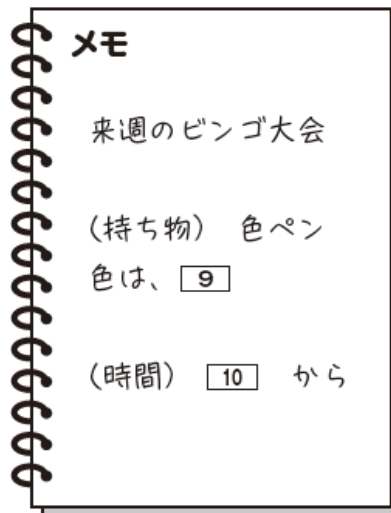 メモ
来週のビンゴ大会
(持ち物) 色ペン
色は、 9
(時間) 10 から